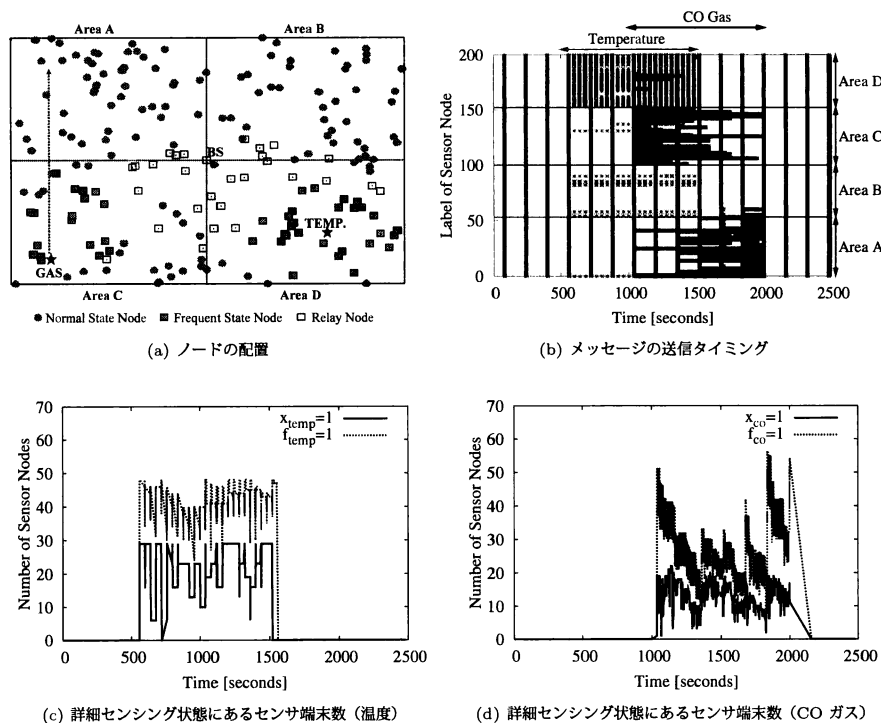 Area A
Area B
BS
TEMP.
GAS
Area C
Area D
Normal State Node
Frequent State Node
Relay Node
(a) ノードの配置
CO Gas
Temperature
Label of Sensor Node
200
150
100
50
0
Area D
Area C
Area B
Area A
0
500
1000
1500
2000
2500
Time [seconds]
(b) メッセージの送信タイミング
Number of Sensor Nodes
70
60
50
40
30
20
10
0
x_temp=1
f_temp=1
0
500
1000
1500
2000
2500
Time [seconds]
(c) 詳細センシング状態にあるセンサ端末数（温度）
Number of Sensor Nodes
70
60
50
40
30
20
10
0
x_co=1
f_co=1
0
500
1000
1500
2000
2500
Time [seconds]
(d) 詳細センシング状態にあるセンサ端末数（CO ガス）